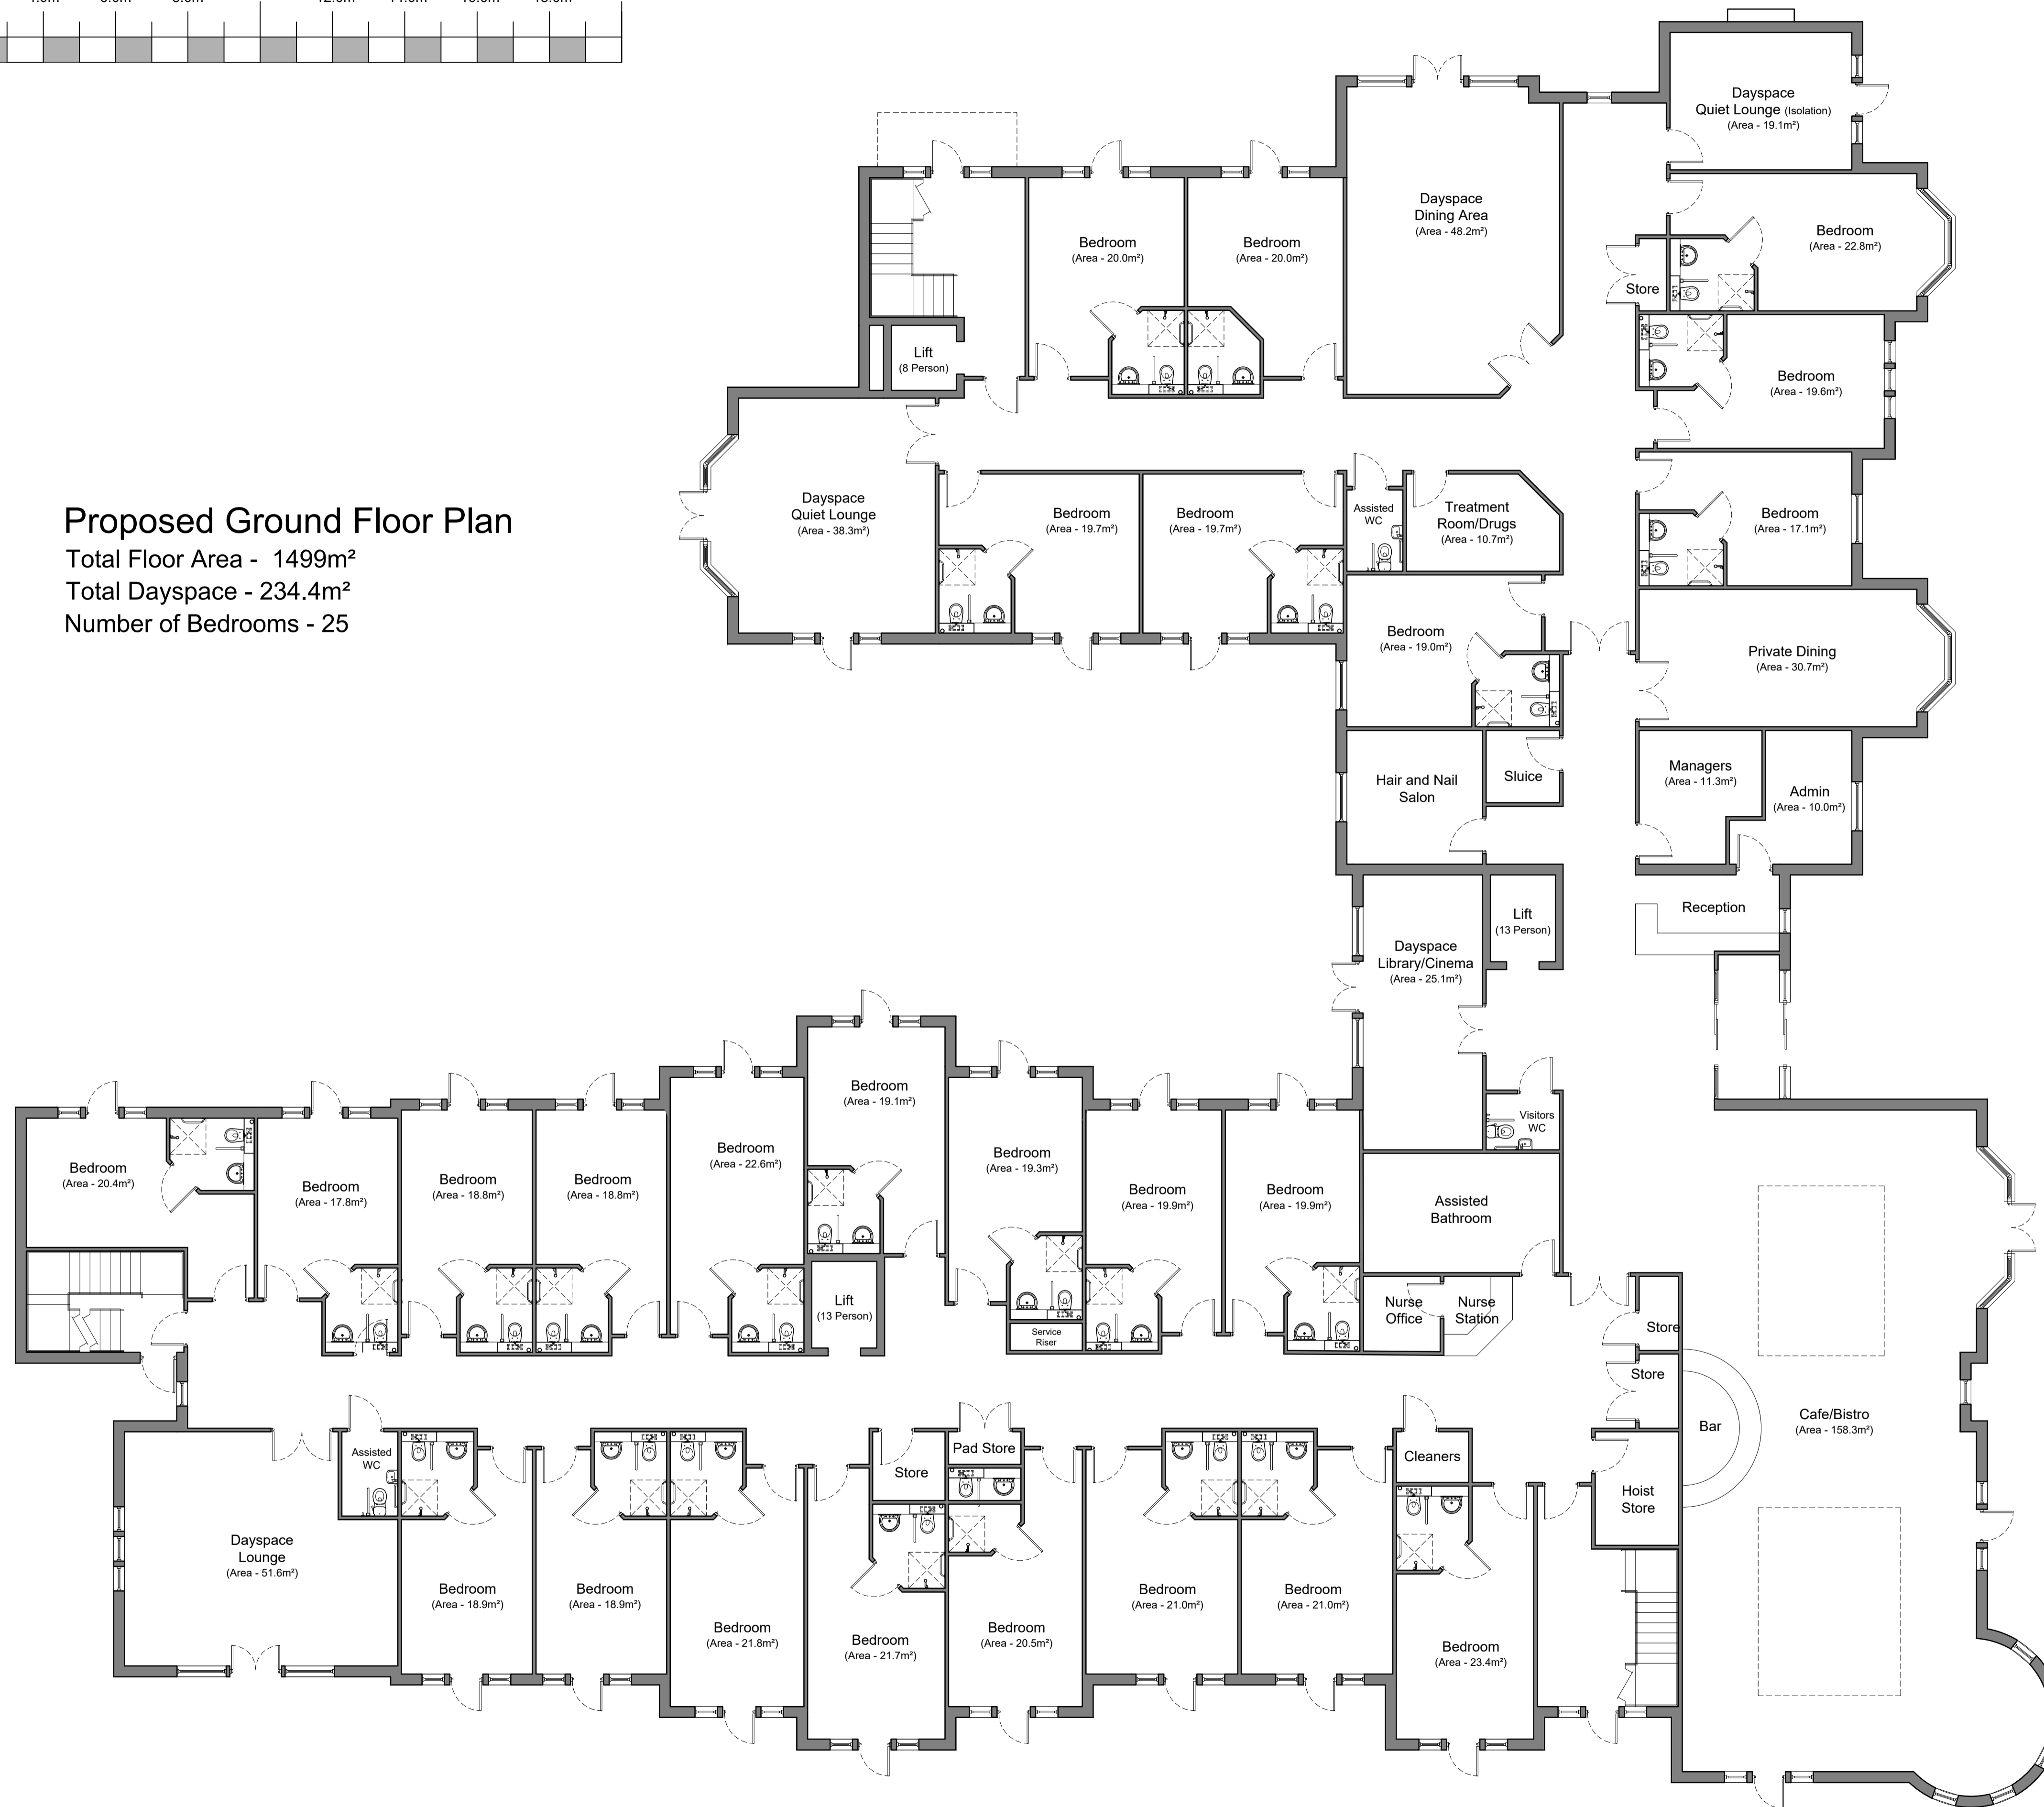 Dayspace
Quiet Lounge (Isolation)
(Area - 19.1m²)
Dayspace
Dining Area
(Area - 48.2m²)
Bedroom
(Area - 20.0m²)
Bedroom
(Area - 20.0m²)
Bedroom
(Area - 22.8m²)
Store
Lift
(8 Person)
Bedroom
(Area - 19.6m²)
Proposed Ground Floor Plan
Total Floor Area - 1499m²
Total Dayspace - 234.4m²
Number of Bedrooms - 25
Dayspace
Quiet Lounge
(Area - 38.3m²)
Bedroom
(Area - 19.7m²)
Bedroom
(Area - 19.7m²)
Assisted
WC
Treatment
Room/Drugs
(Area - 10.7m²)
Bedroom
(Area - 17.1m²)
Bedroom
(Area - 19.0m²)
Private Dining
(Area - 30.7m²)
Hair and Nail
Salon
Sluice
Managers
(Area - 11.3m²)
Admin
(Area - 10.0m²)
Reception
Lift
(13 Person)
Dayspace
Library/Cinema
(Area - 25.1m²)
Visitors
WC
Bedroom
(Area - 20.4m²)
Bedroom
(Area - 17.8m²)
Bedroom
(Area - 18.8m²)
Bedroom
(Area - 18.8m²)
Bedroom
(Area - 22.6m²)
Bedroom
(Area - 19.1m²)
Bedroom
(Area - 19.3m²)
Bedroom
(Area - 19.9m²)
Bedroom
(Area - 19.9m²)
Assisted
Bathroom
Lift
(13 Person)
Service
Riser
Nurse
Office
Nurse
Station
Store
Store
Bar
Cafe/Bistro
(Area - 158.3m²)
Assisted
WC
Store
Pad Store
Cleaners
Hoist
Store
Dayspace
Lounge
(Area - 51.6m²)
Bedroom
(Area - 18.9m²)
Bedroom
(Area - 18.9m²)
Bedroom
(Area - 21.8m²)
Bedroom
(Area - 21.7m²)
Bedroom
(Area - 20.5m²)
Bedroom
(Area - 21.0m²)
Bedroom
(Area - 21.0m²)
Bedroom
(Area - 23.4m²)